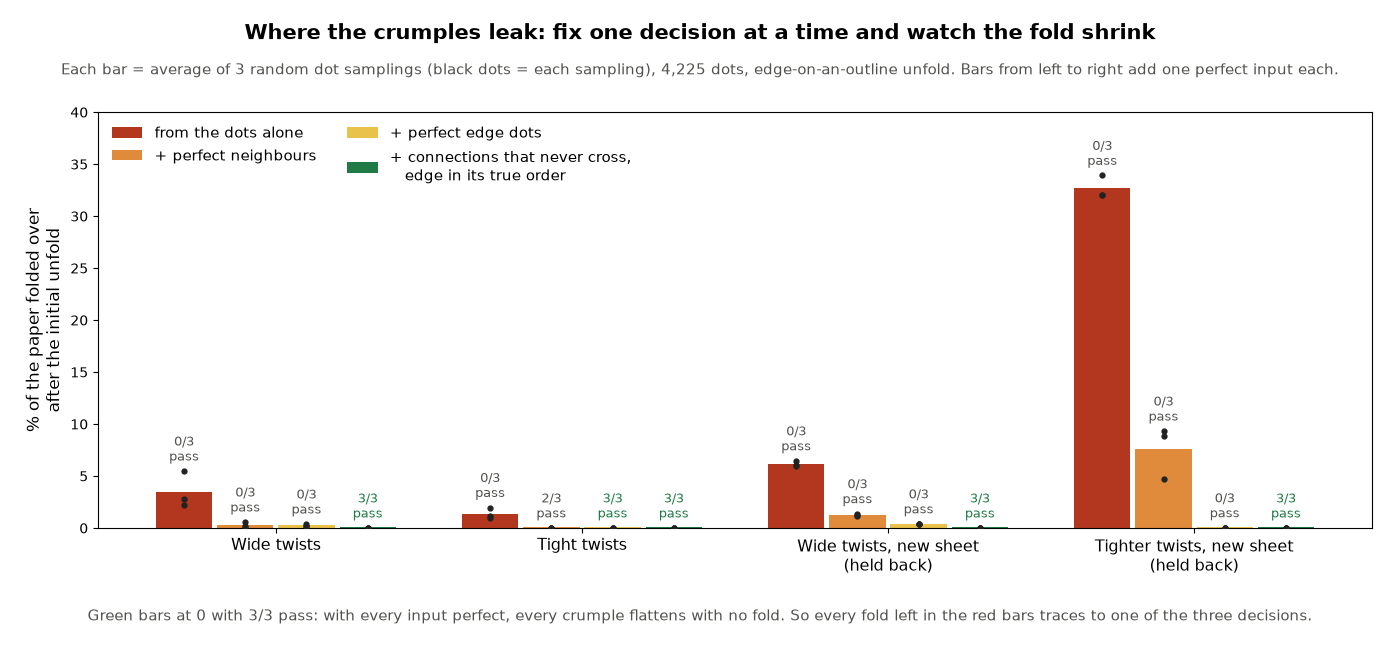 Where the crumples leak: fix one decision at a time and watch the fold shrink
Each bar = average of 3 random dot samplings (black dots = each sampling), 4,225 dots, edge-on-an-outline unfold. Bars from left to right add one perfect input each.
% of the paper folded over
after the initial unfold
40
35
30
25
20
15
10
5
0
from the dots alone
+ perfect neighbours
+ perfect edge dots
+ connections that never cross,
edge in its true order
0/3
pass
0/3
pass
0/3
pass
3/3
pass
0/3
pass
2/3
pass
3/3
pass
3/3
pass
0/3
pass
0/3
pass
0/3
pass
3/3
pass
0/3
pass
0/3
pass
0/3
pass
3/3
pass
Wide twists
Tight twists
Wide twists, new sheet
(held back)
Tighter twists, new sheet
(held back)
Green bars at 0 with 3/3 pass: with every input perfect, every crumple flattens with no fold. So every fold left in the red bars traces to one of the three decisions.